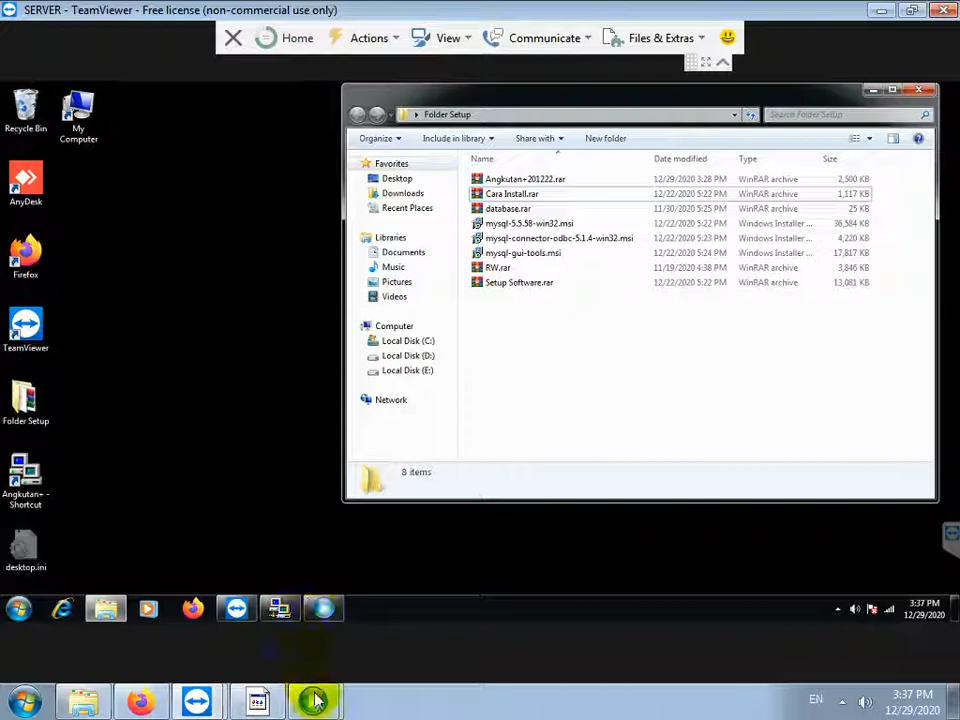 SERVER - TeamViewer - Free license (non-commercial use only)
Home
Actions
View
Communicate
Files & Extras
Recycle Bin
My Computer
AnyDesk
Firefox
TeamViewer
Folder Setup
Angkutan+ - Shortcut
desktop.ini
Folder Setup
Search Folder Setup
Organize
Include in library
Share with
New folder
Favorites
Desktop
Downloads
Recent Places
Libraries
Documents
Music
Pictures
Videos
Computer
Local Disk (C:)
Local Disk (D:)
Local Disk (E:)
Network
Name Date modified Type Size
Angkutan+201222.rar 12/29/2020 3:28 PM WinRAR archive 2,500 KB
Cara Install.rar 12/22/2020 5:22 PM WinRAR archive 1,117 KB
database.rar 11/30/2020 5:25 PM WinRAR archive 25 KB
mysql-5.5.58-win32.msi 12/22/2020 5:22 PM Windows Installer ... 36,584 KB
mysql-connector-odbc-5.1.4-win32.msi 12/22/2020 5:23 PM Windows Installer ... 4,220 KB
mysql-gui-tools.msi 12/22/2020 5:24 PM Windows Installer ... 17,817 KB
RW.rar 11/19/2020 4:38 PM WinRAR archive 3,846 KB
Setup Software.rar 12/22/2020 5:22 PM WinRAR archive 13,081 KB
8 items
3:37 PM
12/29/2020
EN
3:37 PM
12/29/2020